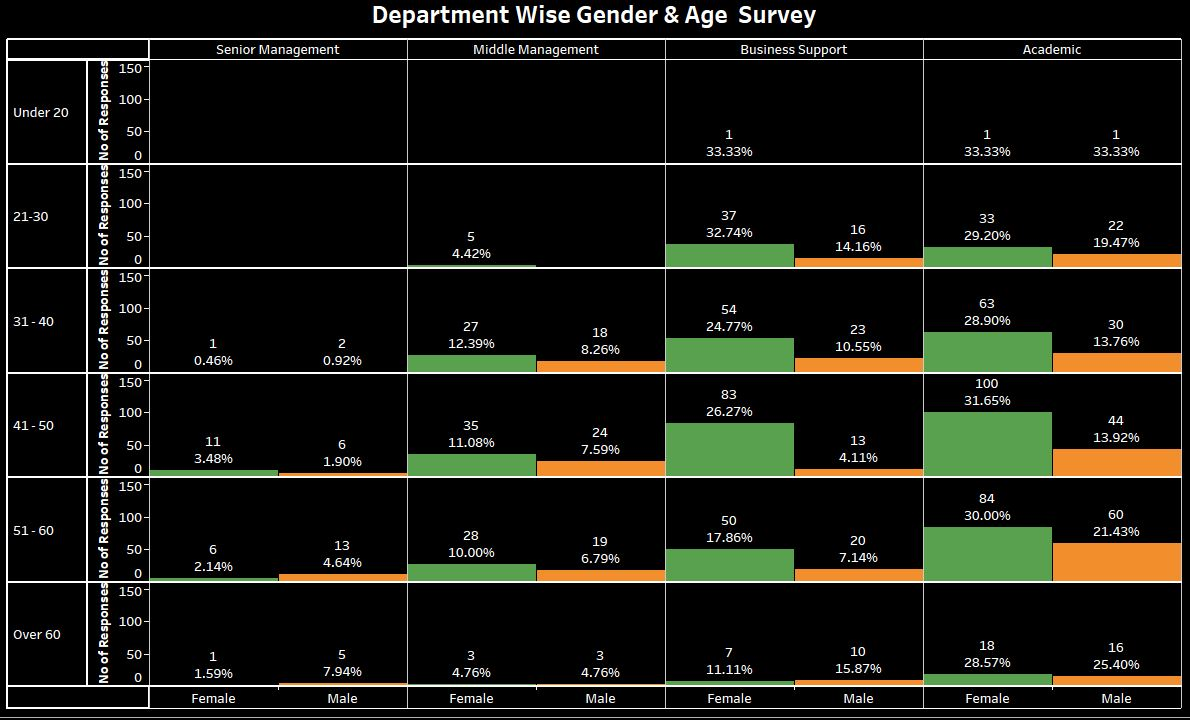 Department Wise Gender & Age Survey
Senior Management Middle Management Business Support Academic
Under 20
No of Responses
150
100
50
0
1 1 1
33.33% 33.33% 33.33%
21-30
No of Responses
150
100
50
0
5 37 16 33 22
4.42% 32.74% 14.16% 29.20% 19.47%
31 - 40
No of Responses
150
100
50
0
1 2 27 18 54 23 63 30
0.46% 0.92% 12.39% 8.26% 24.77% 10.55% 28.90% 13.76%
41 - 50
No of Responses
150
100
50
0
11 6 35 24 83 13 100 44
3.48% 1.90% 11.08% 7.59% 26.27% 4.11% 31.65% 13.92%
51 - 60
No of Responses
150
100
50
0
6 13 28 19 50 20 84 60
2.14% 4.64% 10.00% 6.79% 17.86% 7.14% 30.00% 21.43%
Over 60
No of Responses
150
100
50
0
1 5 3 3 7 10 18 16
1.59% 7.94% 4.76% 4.76% 11.11% 15.87% 28.57% 25.40%
Female Male Female Male Female Male Female Male